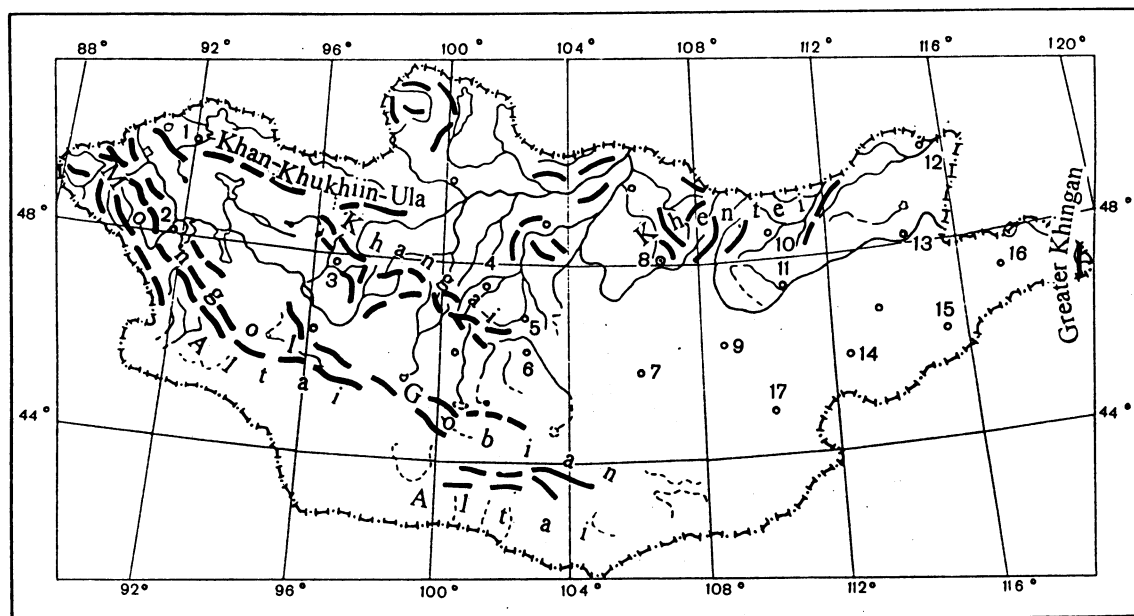 88° 92° 96° 100° 104° 108° 112° 116° 120°
1
Khan-Khukhiin-Ula
12
48°
2
Mongol Altai
3
Khangai
4
5
6
Khentei
8
10
11
13
48°
16
Greater Khingan
15
14
9
7
17
44°
Gobian
44°
Altai
92° 96° 100° 104° 108° 112° 116°